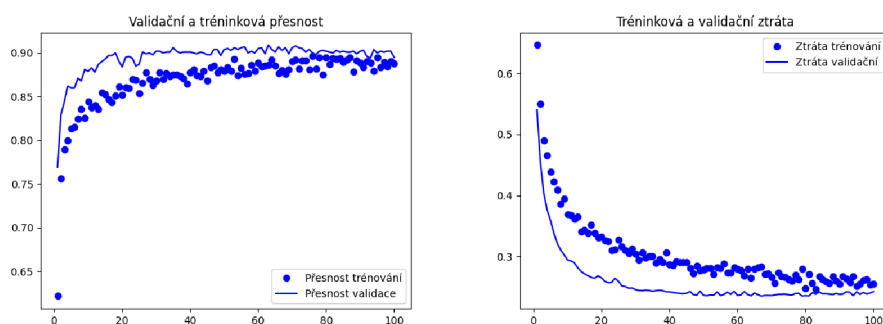 Validační a tréninková přesnost
0.90
0.85
0.80
0.75
0.70
0.65
0 20 40 60 80 100
Přesnost trénování
Přesnost validace
Tréninková a validační ztráta
0.6
0.5
0.4
0.3
0 20 40 60 80 100
Ztráta trénování
Ztráta validační